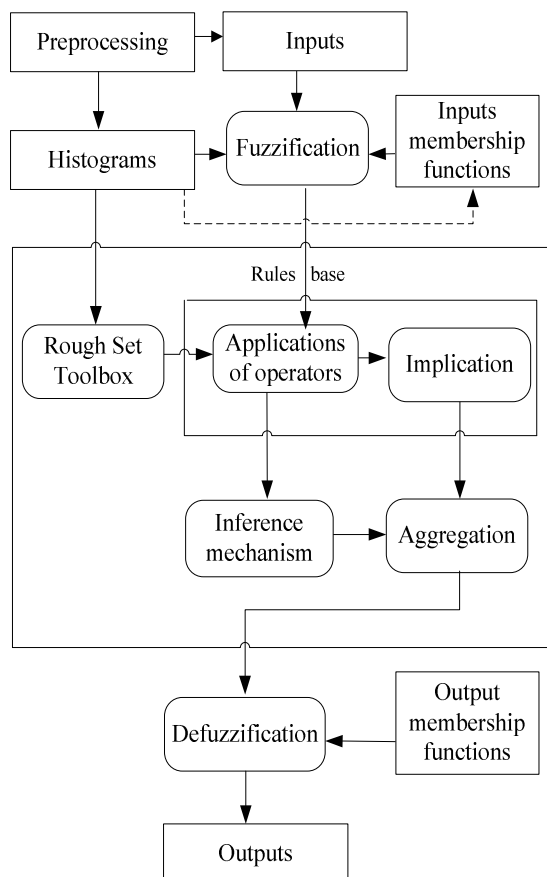 Preprocessing
Inputs
Histograms
Fuzzification
Inputs
membership
functions
Rules base
Rough Set
Toolbox
Applications
of operators
Implication
Inference
mechanism
Aggregation
Defuzzification
Output
membership
functions
Outputs